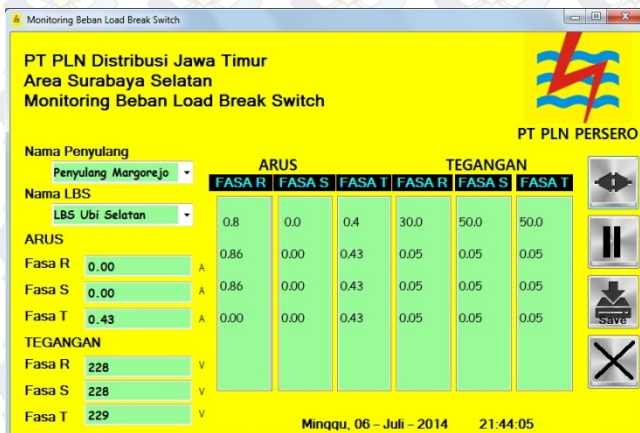 Monitoring Beban Load Break Switch
PT PLN Distribusi Jawa Timur
Area Surabaya Selatan
Monitoring Beban Load Break Switch
PT PLN PERSERO
Nama Penyulang
Penyulang Margorejo
Nama LBS
LBS Ubi Selatan
ARUS
Fasa R 0.00 A
Fasa S 0.00 A
Fasa T 0.43 A
TEGANGAN
Fasa R 228 V
Fasa S 228 V
Fasa T 229 V
ARUS TEGANGAN
FASA R FASA S FASA T FASA R FASA S FASA T
0.8 0.0 0.4 30.0 50.0 50.0
0.86 0.00 0.43 0.05 0.05 0.05
0.86 0.00 0.43 0.05 0.05 0.05
0.00 0.00 0.43 0.05 0.05 0.05
Save
Minggu, 06 – Juli – 2014 21:44:05